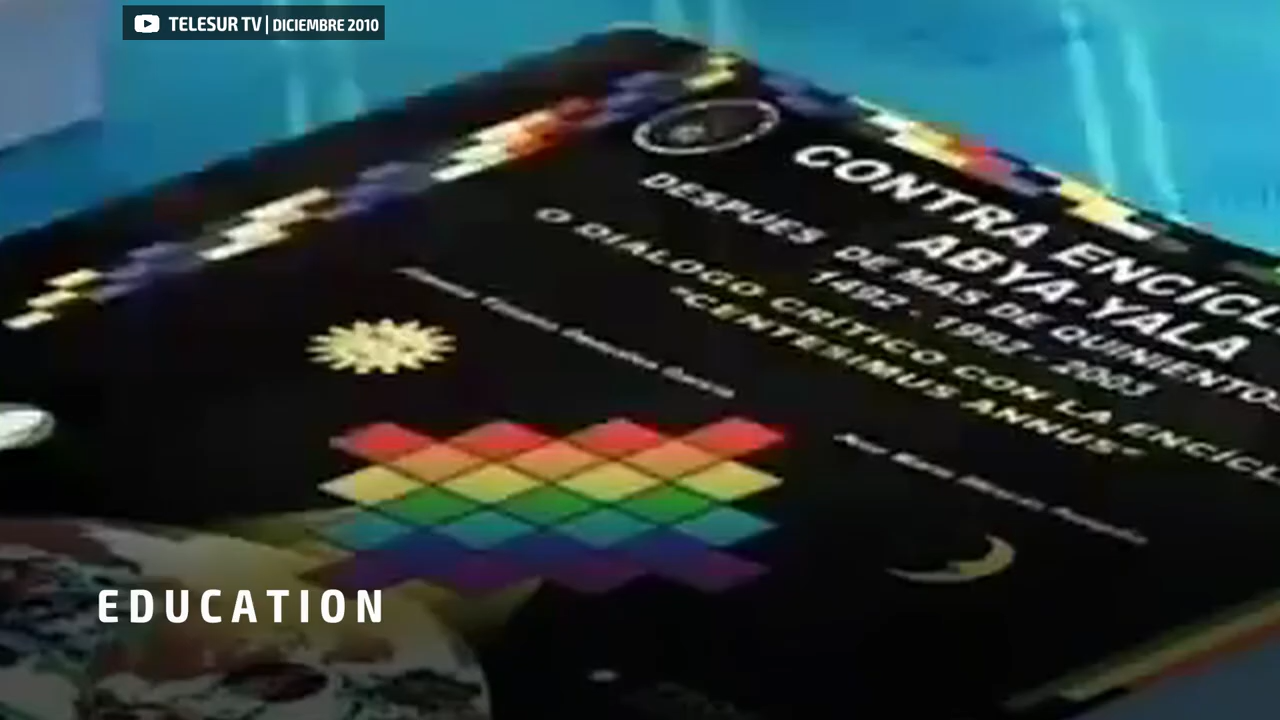 TELESUR TV | DICIEMBRE 2010
CONTRA ENCÍCL
ABYA-YALA
DESPUES DE MAS DE QUINIENTO
1492 - 1992 - 2003
O DIALOGO CRÍTICO CON LA ENCÍCL
"CENTESIMUS ANNUS"
EDUCATION